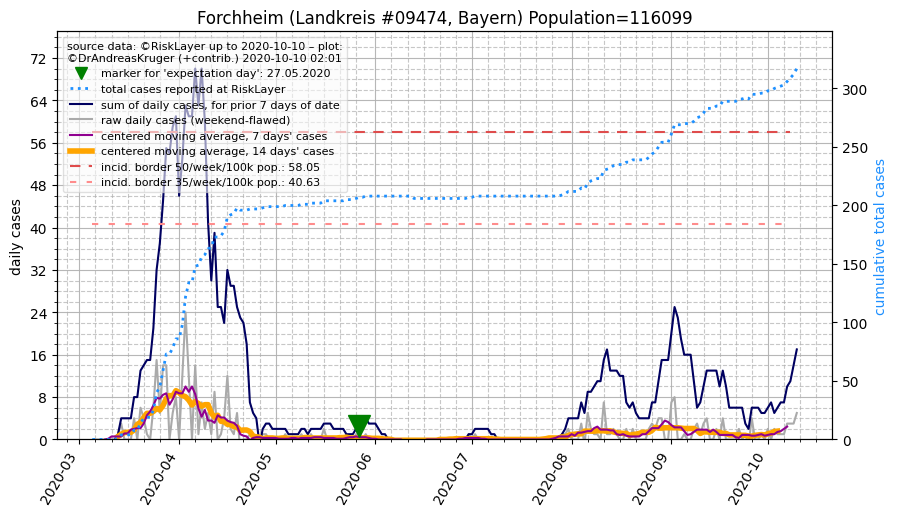 Forchheim (Landkreis #09474, Bayern) Population=116099
source data: ©RiskLayer up to 2020-10-10 – plot:
©DrAndreasKruger (+contrib.) 2020-10-10 02:01
marker for 'expectation day': 27.05.2020
total cases reported at RiskLayer
sum of daily cases, for prior 7 days of date
raw daily cases (weekend-flawed)
centered moving average, 7 days' cases
centered moving average, 14 days' cases
incid. border 50/week/100k pop.: 58.05
incid. border 35/week/100k pop.: 40.63
daily cases
72
64
56
48
40
32
24
16
8
0
cumulative total cases
300
250
200
150
100
50
0
2020-03
2020-04
2020-05
2020-06
2020-07
2020-08
2020-09
2020-10